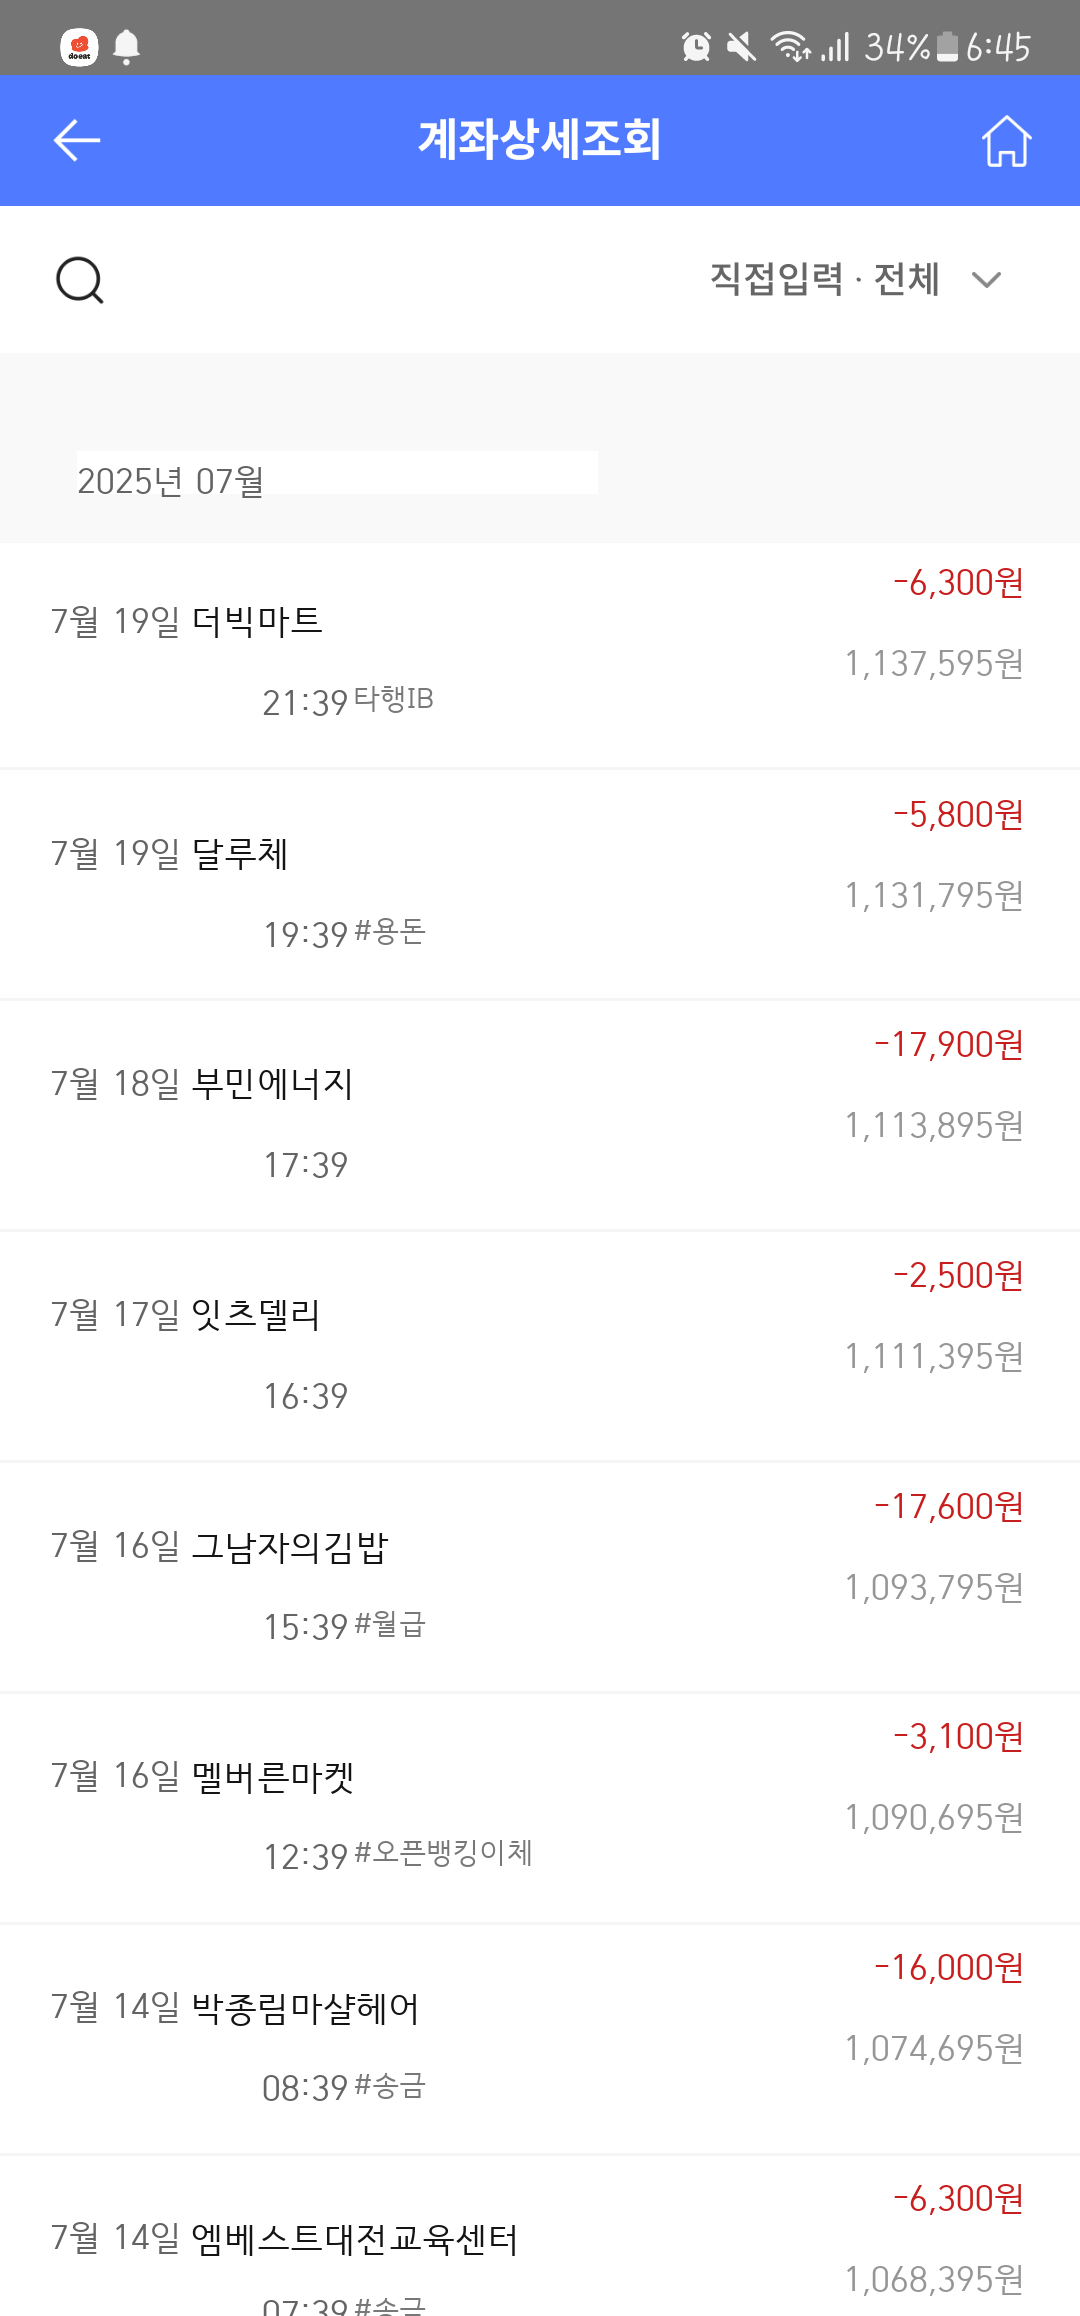 doeat
34% 6:45
계좌상세조회
직접입력 · 전체
2025년 07월
-6,300원
7월 19일 더빅마트
1,137,595원
21:39 타행IB
-5,800원
7월 19일 달루체
1,131,795원
19:39 #용돈
-17,900원
7월 18일 부민에너지
1,113,895원
17:39
-2,500원
7월 17일 잇츠델리
1,111,395원
16:39
-17,600원
7월 16일 그남자의김밥
1,093,795원
15:39 #월급
-3,100원
7월 16일 멜버른마켓
1,090,695원
12:39 #오픈뱅킹이체
-16,000원
7월 14일 박종림마샬헤어
1,074,695원
08:39 #송금
-6,300원
7월 14일 엠베스트대전교육센터
1,068,395원
07:39 #송금